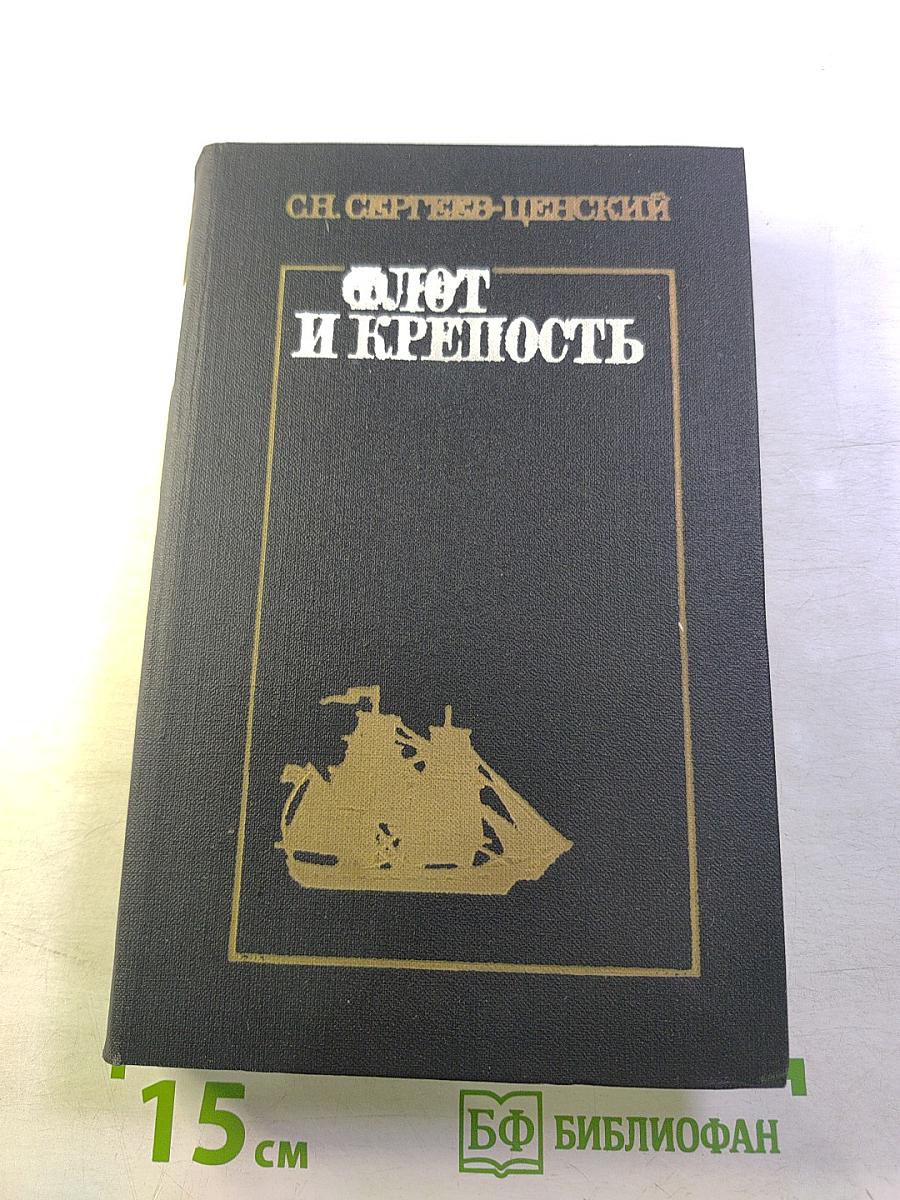 С.Н. СЕРГЕЕВ-ЦЕНСКИЙ
ФЛОТ
И КРЕПОСТЬ
15 см
БФ БИБЛИОФАН